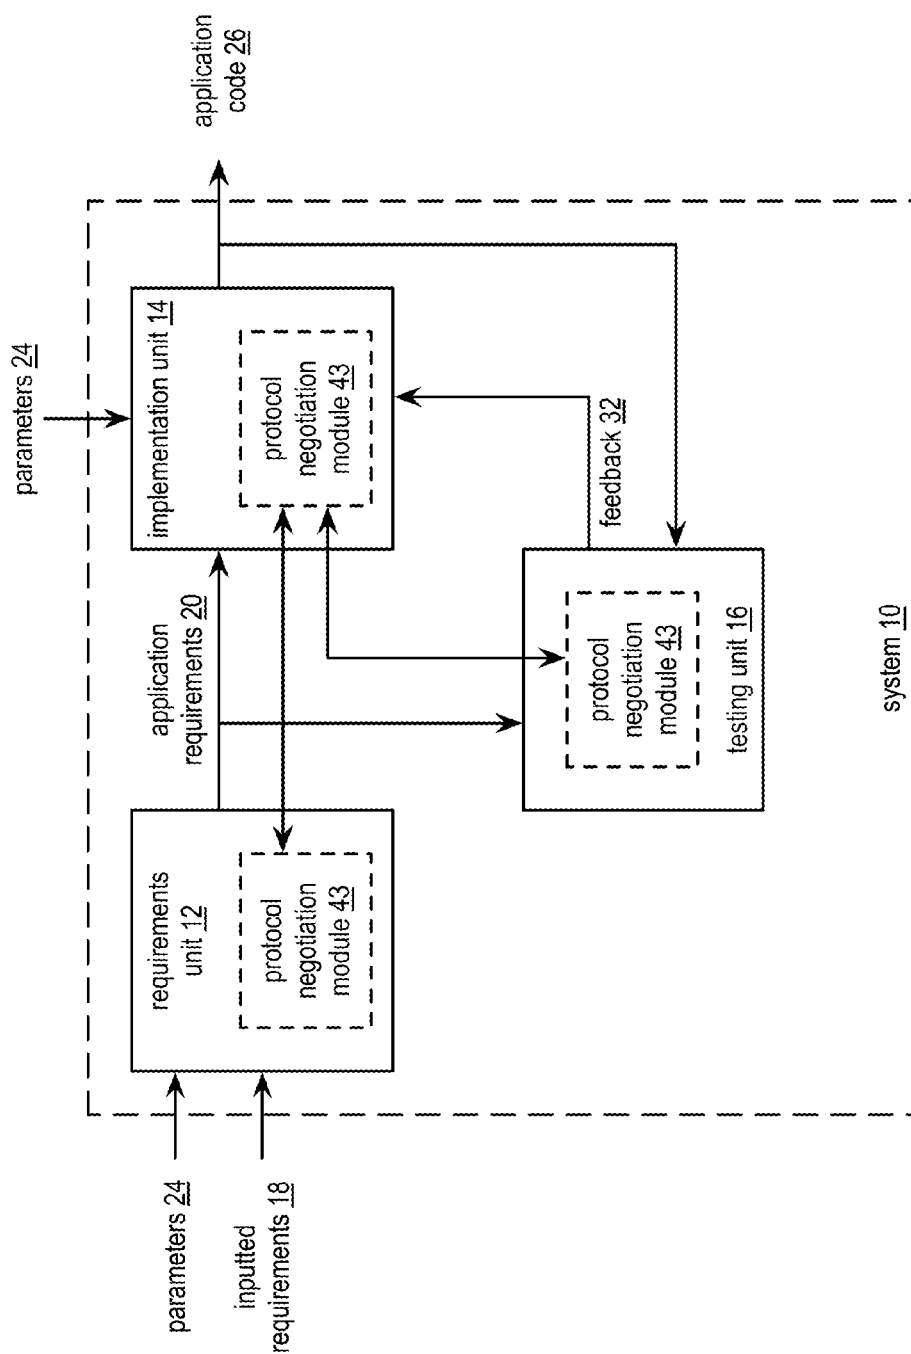 parameters 24
inputted
requirements 18
requirements
unit 12
protocol
negotiation
module 43
application
requirements 20
parameters 24
implementation unit 14
protocol
negotiation
module 43
application
code 26
feedback 32
protocol
negotiation
module 43
testing unit 16
system 10